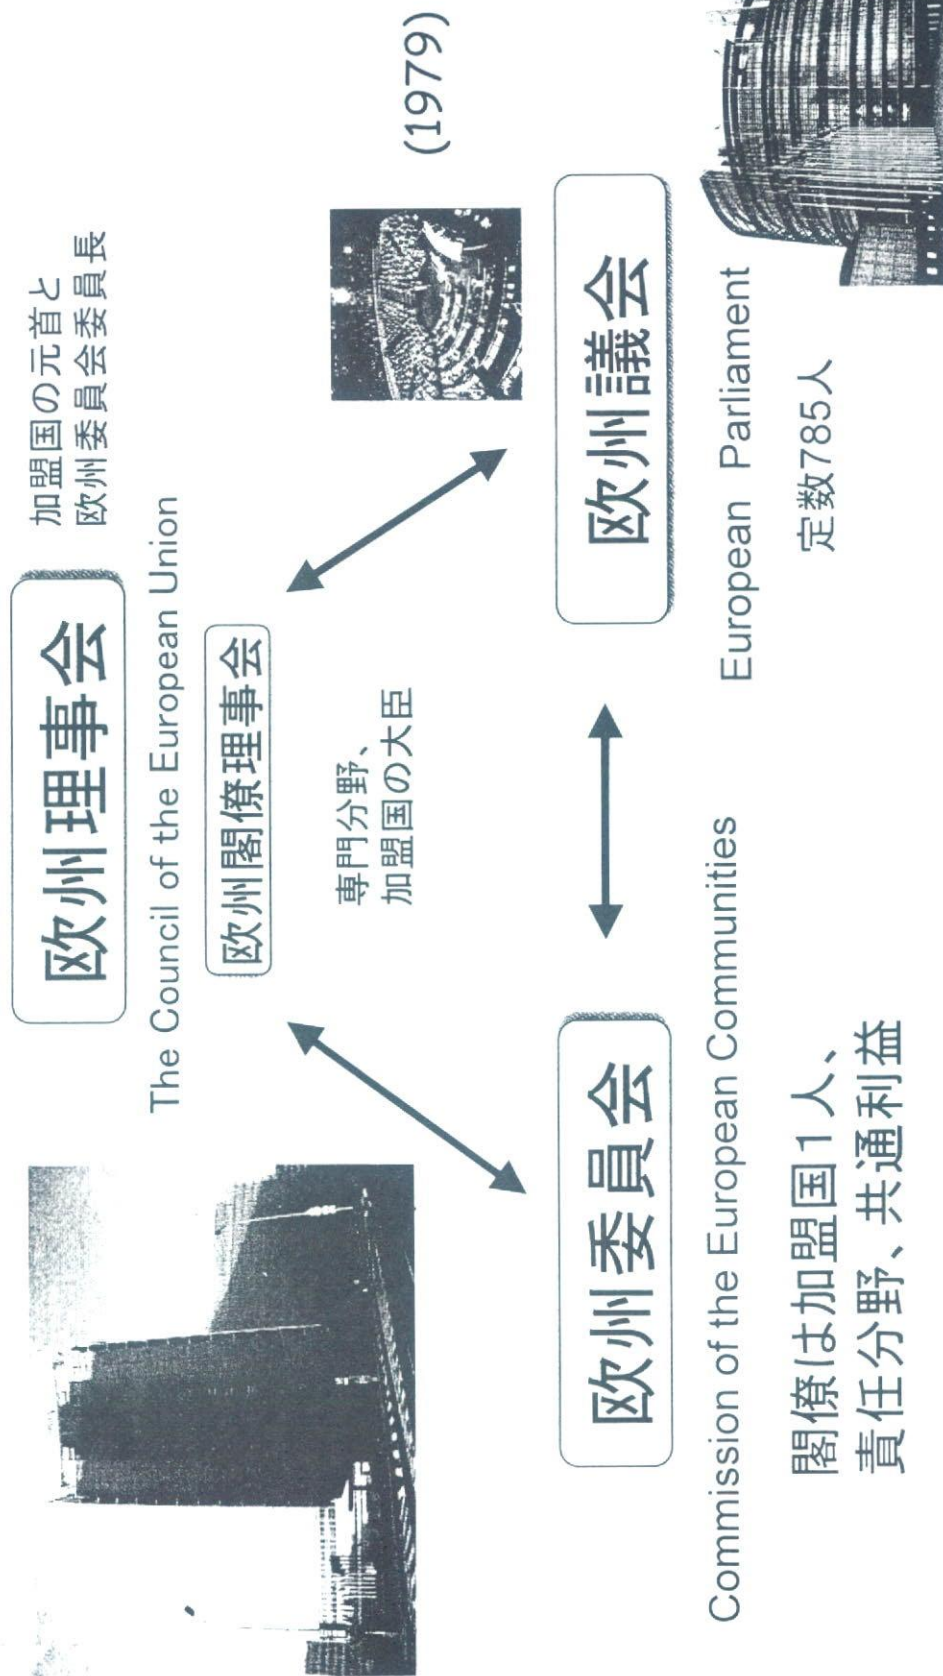 欧州理事会
加盟国の元首と
欧州委員会委員長
The Council of the European Union
欧州閣僚理事会
専門分野、
加盟国の大臣
(1979)
欧州委員会
Commission of the European Communities
閣僚は加盟国1人、
責任分野、共通利益
欧州議会
European Parliament
定数785人